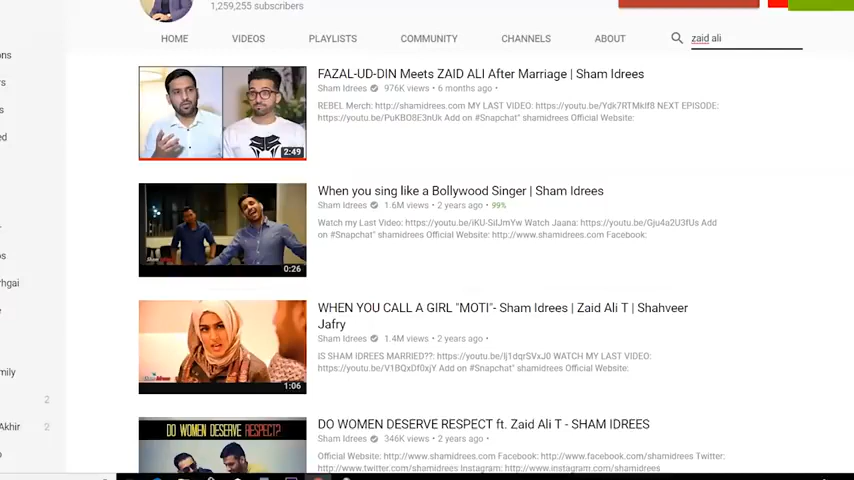 1,259,255 subscribers
HOME VIDEOS PLAYLISTS COMMUNITY CHANNELS ABOUT zaid ali
FAZAL-UD-DIN Meets ZAID ALI After Marriage | Sham Idrees
Sham Idrees 976K views • 6 months ago •
REBEL Merch: http://shamidrees.com MY LAST VIDEO: https://youtu.be/Ydk7RTMkIf8 NEXT EPISODE:
https://youtu.be/PuKBO8E3nUk Add on #Snapchat" shamidrees Official Website:
2:49
When you sing like a Bollywood Singer | Sham Idrees
Sham Idrees 1.6M views • 2 years ago • 99%
Watch my Last Video: https://youtu.be/iKU-SiIJmYw Watch Jaana: https://youtu.be/Gju4a2U3fUs Add
on #Snapchat" shamidrees Official Website: http://www.shamidrees.com Facebook:
0:26
WHEN YOU CALL A GIRL "MOTI"- Sham Idrees | Zaid Ali T | Shahveer
Jafry
Sham Idrees 1.4M views • 2 years ago •
IS SHAM IDREES MARRIED??: https://youtu.be/Ij1dqrSVxJ0 WATCH MY LAST VIDEO:
https://youtu.be/V1BQxDf0xjY Add on #Snapchat" shamidrees Official Website:
1:06
DO WOMEN DESERVE RESPECT?
DO WOMEN DESERVE RESPECT ft. Zaid Ali T - SHAM IDREES
Sham Idrees 346K views • 2 years ago •
Official Website: http://www.shamidrees.com Facebook: http://www.facebook.com/shamidrees Twitter:
http://www.twitter.com/shamidrees Instagram: http://www.instagram.com/shamidrees
mily
2
Akhir 2